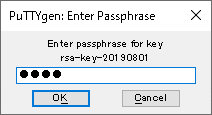 PuTTYgen: Enter Passphrase
Enter passphrase for key
rsa-key-20190801
●●●●
OK Cancel